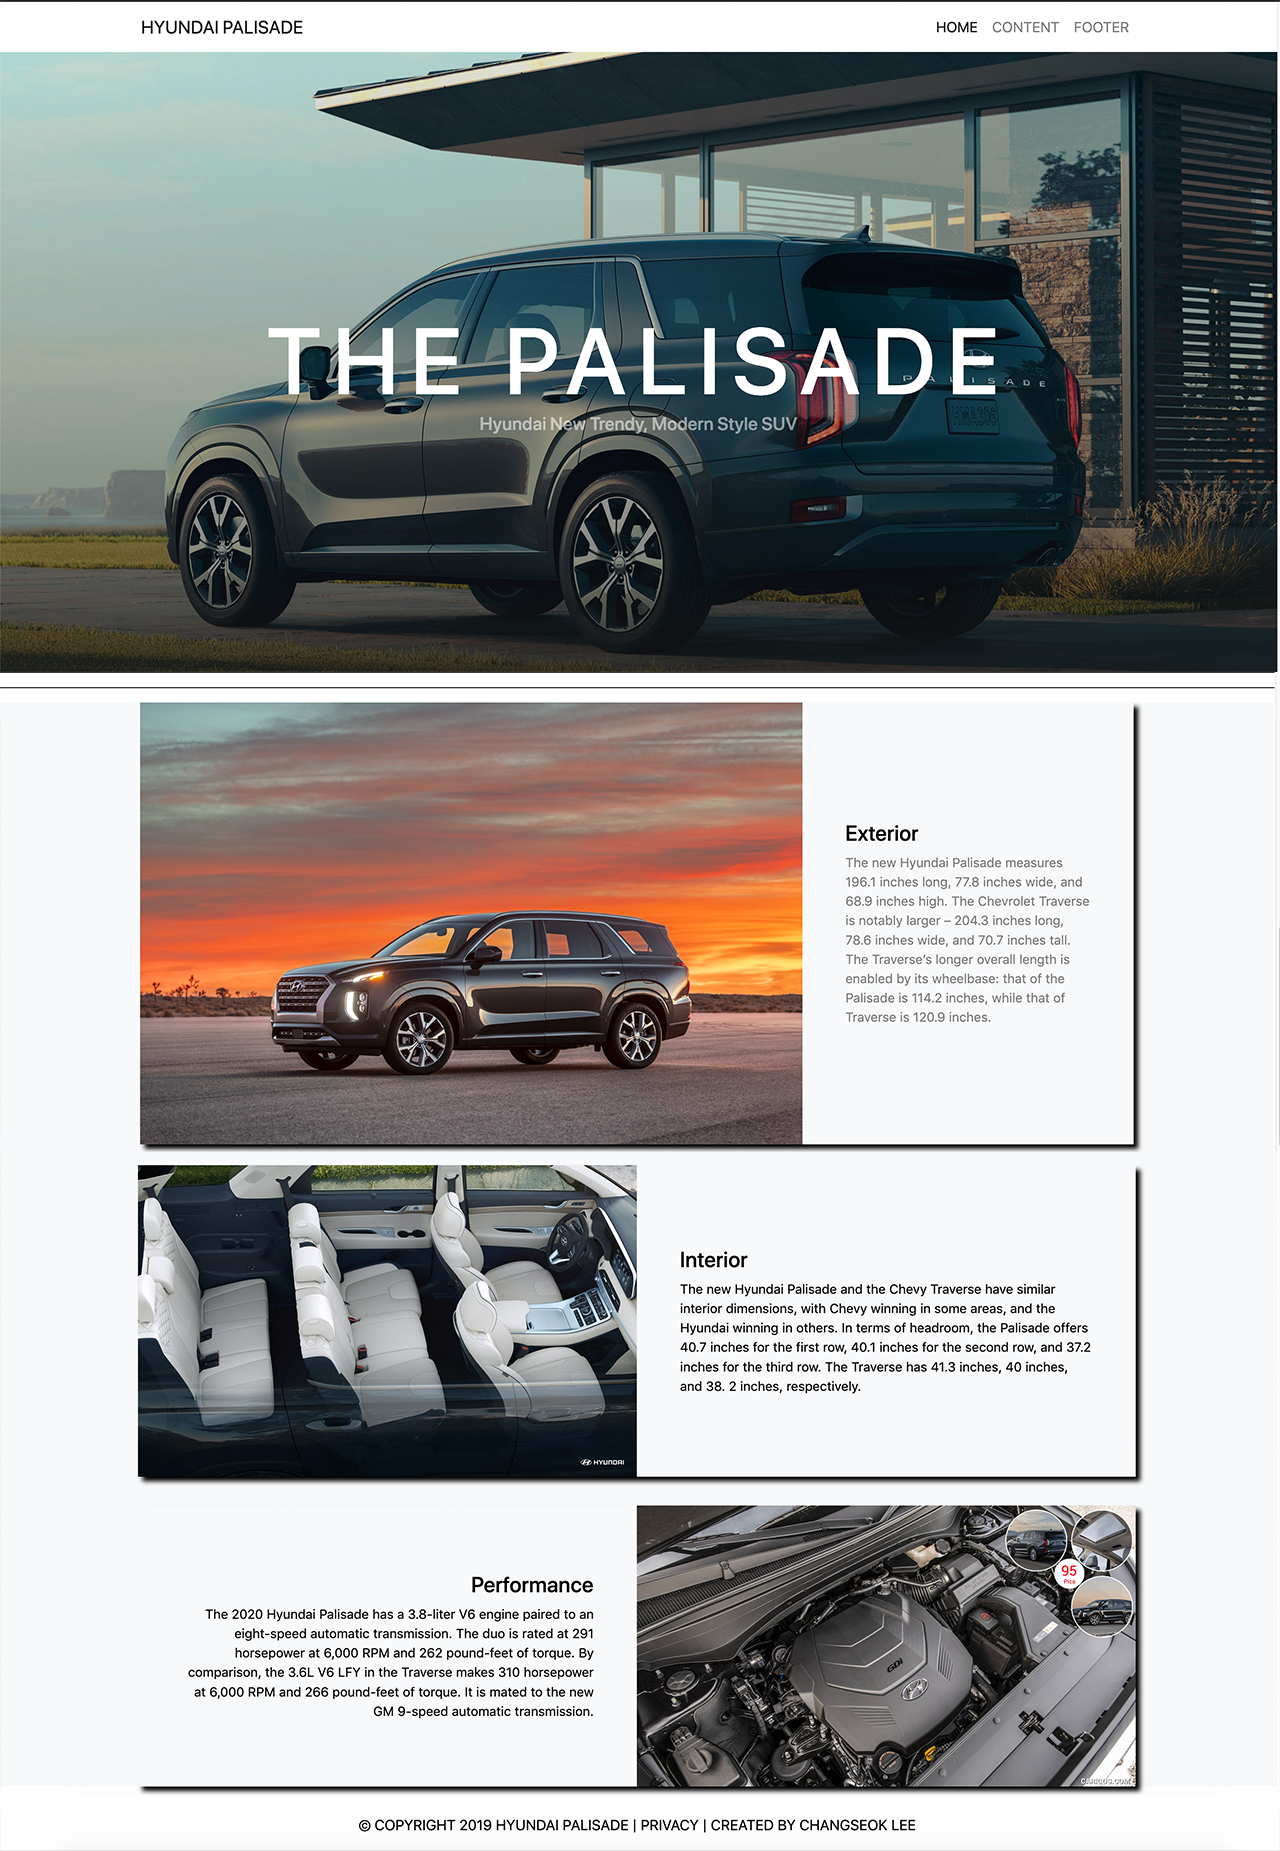 HYUNDAI PALISADE
HOME CONTENT FOOTER
THE PALISADE
PALISADE
Hyundai New Trendy, Modern Style SUV
Exterior
The new Hyundai Palisade measures
196.1 inches long, 77.8 inches wide, and
68.9 inches high. The Chevrolet Traverse
is notably larger – 204.3 inches long,
78.6 inches wide, and 70.7 inches tall.
The Traverse’s longer overall length is
enabled by its wheelbase: that of the
Palisade is 114.2 inches, while that of
Traverse is 120.9 inches.
Interior
The new Hyundai Palisade and the Chevy Traverse have similar
interior dimensions, with Chevy winning in some areas, and the
Hyundai winning in others. In terms of headroom, the Palisade offers
40.7 inches for the first row, 40.1 inches for the second row, and 37.2
inches for the third row. The Traverse has 41.3 inches, 40 inches,
and 38. 2 inches, respectively.
HYUNDAI
Performance
The 2020 Hyundai Palisade has a 3.8-liter V6 engine paired to an
eight-speed automatic transmission. The duo is rated at 291
horsepower at 6,000 RPM and 262 pound-feet of torque. By
comparison, the 3.6L V6 LFY in the Traverse makes 310 horsepower
at 6,000 RPM and 266 pound-feet of torque. It is mated to the new
GM 9-speed automatic transmission.
95
Pics
GDI
CARICOS.COM
© COPYRIGHT 2019 HYUNDAI PALISADE | PRIVACY | CREATED BY CHANGSEOK LEE